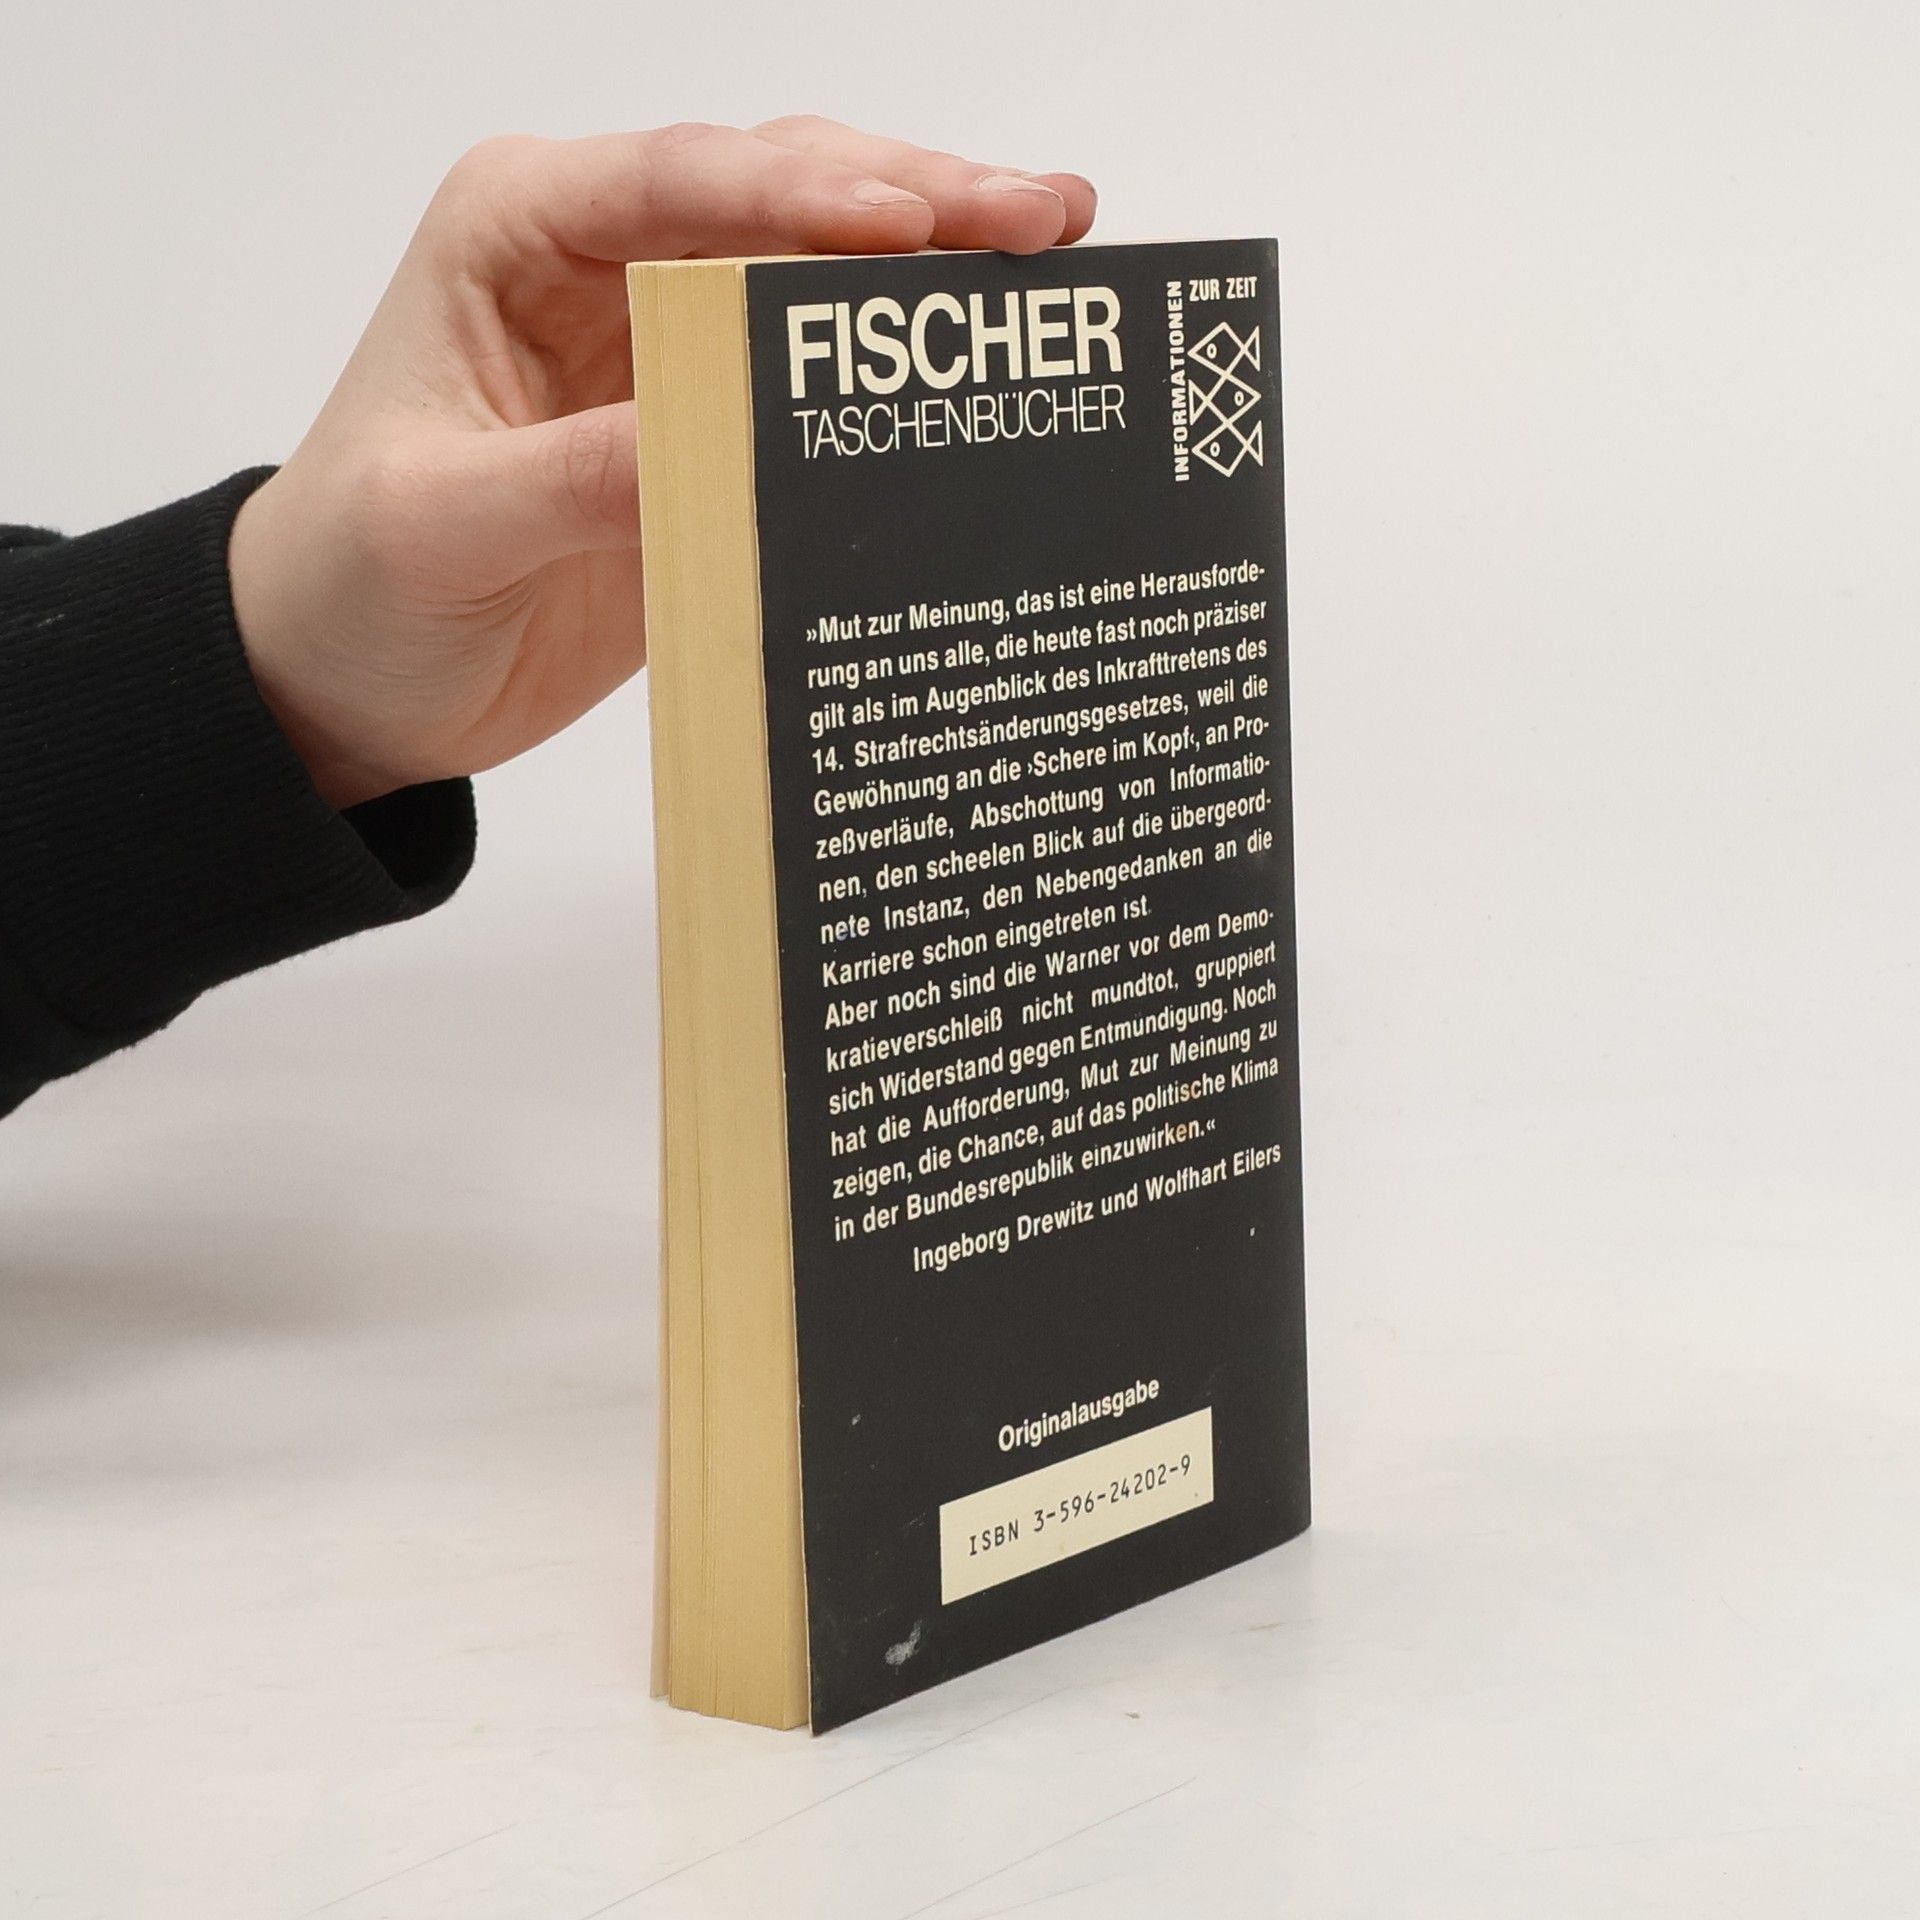 FISCHER
TASCHENBÜCHER
INFORMATIONEN
ZUR ZEIT
»Mut zur Meinung, das ist eine Herausforde-
rung an uns alle, die heute fast noch präziser
gilt als im Augenblick des Inkrafttretens des
14. Strafrechtsänderungsgesetzes, weil die
Gewöhnung an die ›Schere im Kopf‹, an Pro-
zeßverläufe, Abschottung von Informatio-
nen, den scheelen Blick auf die übergeord-
nete Instanz, den Nebengedanken an die
Karriere schon eingetreten ist.
Aber noch sind die Warner vor dem Demo-
kratieverschleiß nicht mundtot, gruppiert
sich Widerstand gegen Entmündigung. Noch
hat die Aufforderung, Mut zur Meinung zu
zeigen, die Chance, auf das politische Klima
in der Bundesrepublik einzuwirken.«
Ingeborg Drewitz und Wolfhart Eilers
Originalausgabe
ISBN 3-596-24202-9